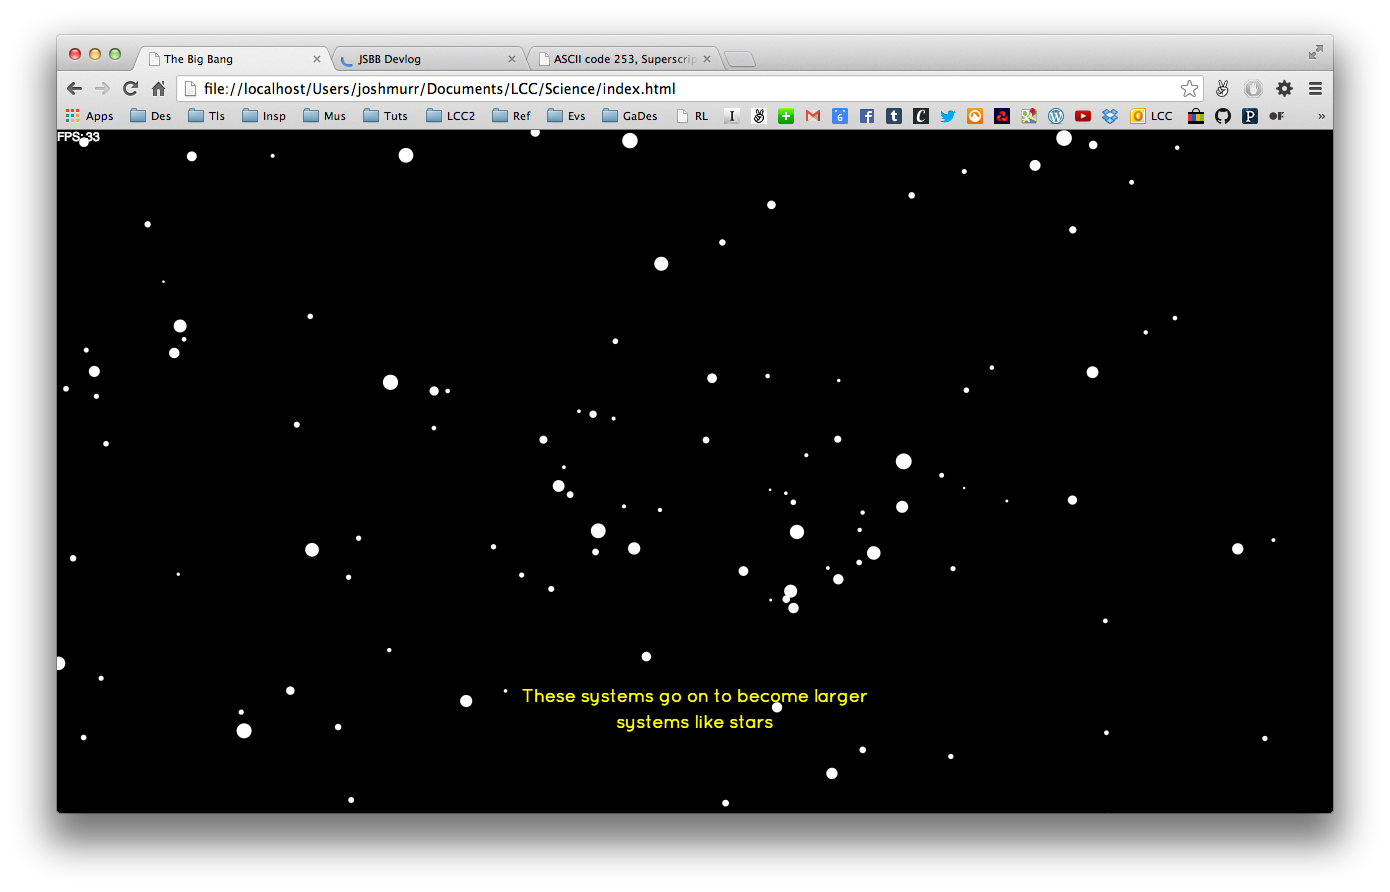 The Big Bang
JSBB Devlog
ASCII code 253, Superscrip
file://localhost/Users/joshmurr/Documents/LCC/Science/index.html
Apps Des Tls Insp Mus Tuts LCC2 Ref Evs GaDes RL I 6 f t C LCC P »
FPS: 33
These systems go on to become larger
systems like stars